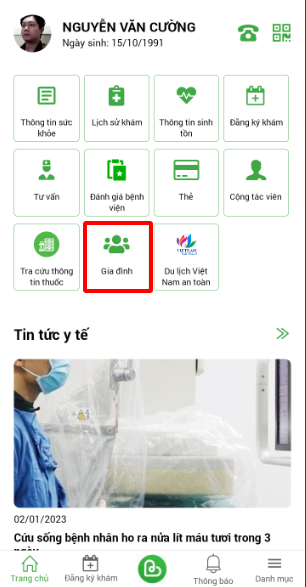 NGUYỄN VĂN CƯỜNG
Ngày sinh: 15/10/1991
Thông tin sức
khỏe
Lịch sử khám
Thông tin sinh
tồn
Đăng ký khám
Tư vấn
Đánh giá bệnh
viện
Thẻ
Cộng tác viên
Tra cứu thông
tin thuốc
Gia đình
Du lịch Việt
Nam an toàn
Tin tức y tế
02/01/2023
Cứu sống bệnh nhân ho ra nửa lít máu tươi trong 3
Trang chủ
Đăng ký khám
Thông báo
Danh mục